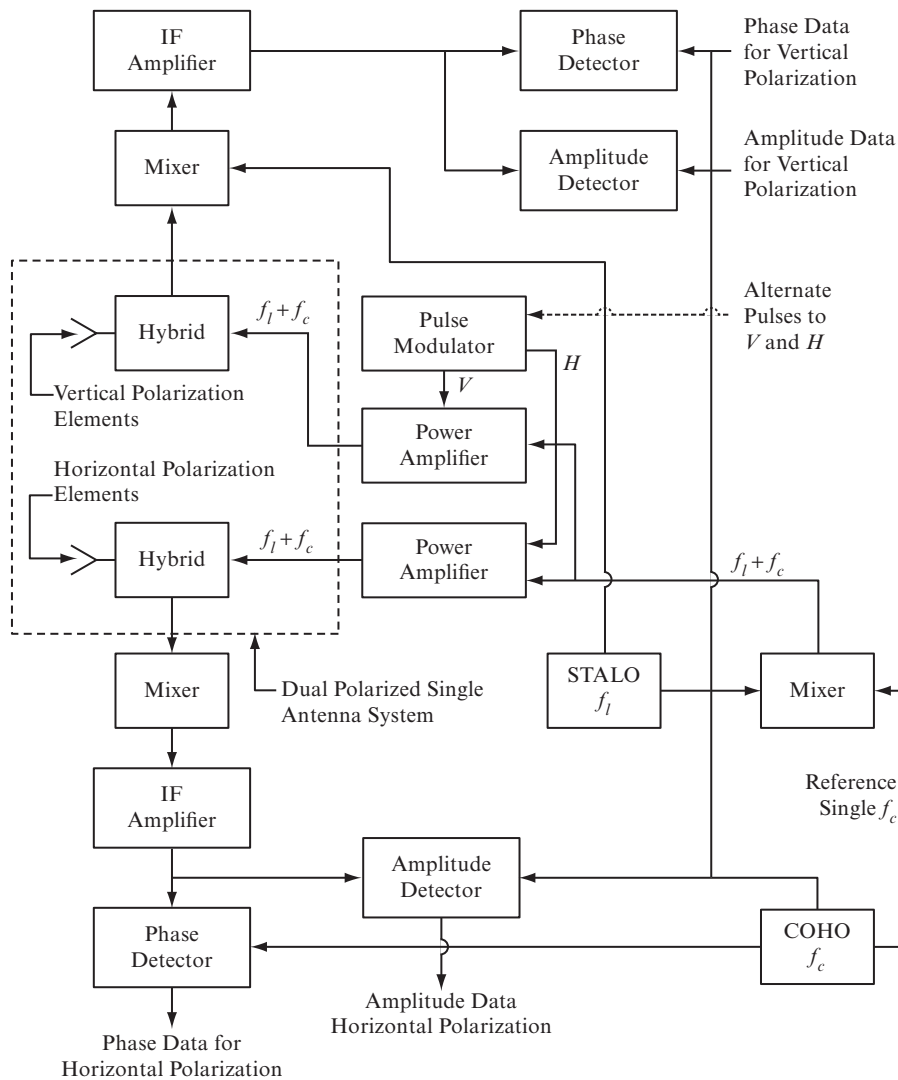 IF
Amplifier
Phase
Detector
Phase Data
for Vertical
Polarization
Mixer
Amplitude
Detector
Amplitude Data
for Vertical
Polarization
Hybrid
f_l + f_c
Pulse
Modulator
Alternate
Pulses to
V and H
H
V
Vertical Polarization
Elements
Power
Amplifier
Horizontal Polarization
Elements
Hybrid
f_l + f_c
Power
Amplifier
f_l + f_c
Mixer
Dual Polarized Single
Antenna System
STALO
f_l
Mixer
IF
Amplifier
Reference
Single f_c
Amplitude
Detector
Phase
Detector
COHO
f_c
Amplitude Data
Horizontal Polarization
Phase Data for
Horizontal Polarization